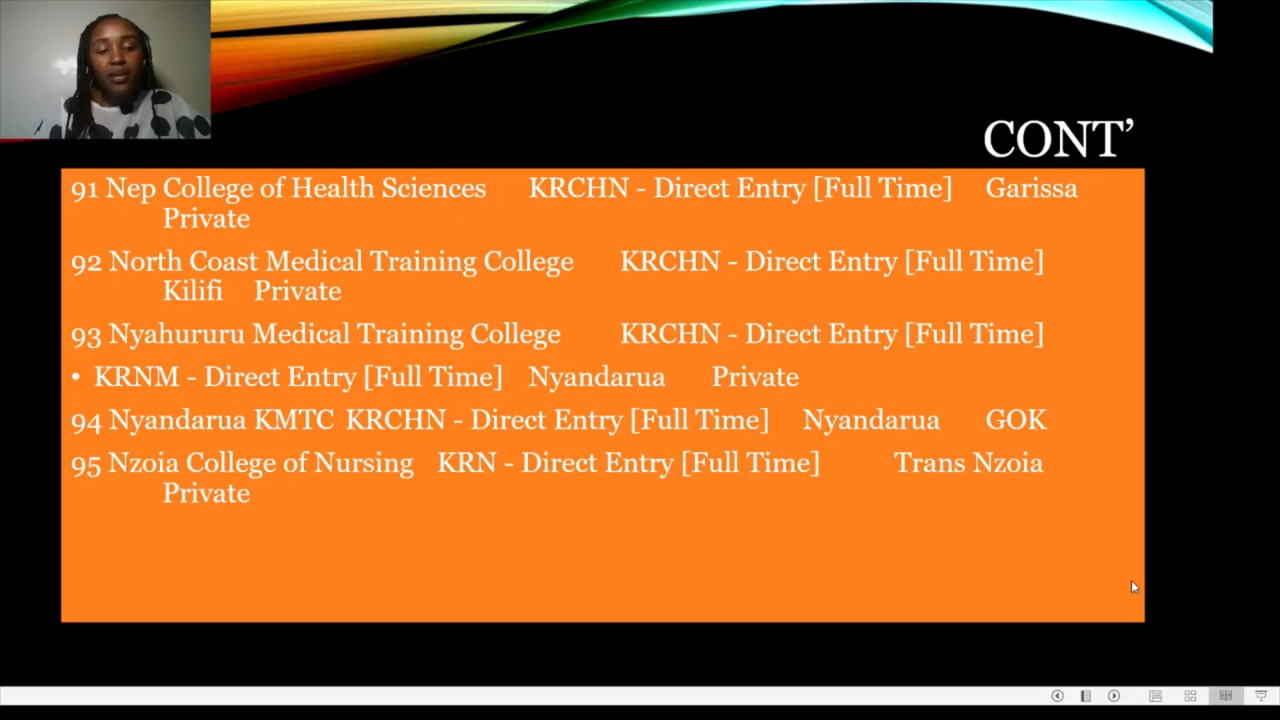 CONT’
91 Nep College of Health Sciences KRCHN - Direct Entry [Full Time] Garissa
Private
92 North Coast Medical Training College KRCHN - Direct Entry [Full Time]
Kilifi Private
93 Nyahururu Medical Training College KRCHN - Direct Entry [Full Time]
• KRNM - Direct Entry [Full Time] Nyandarua Private
94 Nyandarua KMTC KRCHN - Direct Entry [Full Time] Nyandarua GOK
95 Nzoia College of Nursing KRN - Direct Entry [Full Time] Trans Nzoia
Private